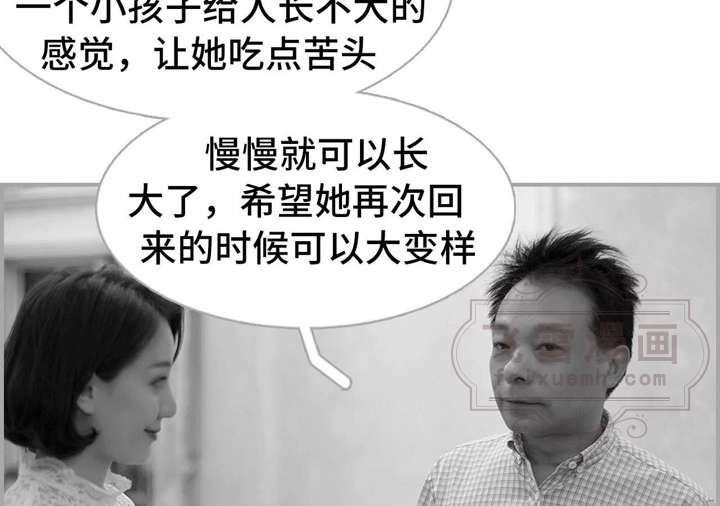 一个小孩子给人长不大的
感觉，让她吃点苦头
慢慢就可以长
大了，希望她再次回
来的时候可以大变样
漫画